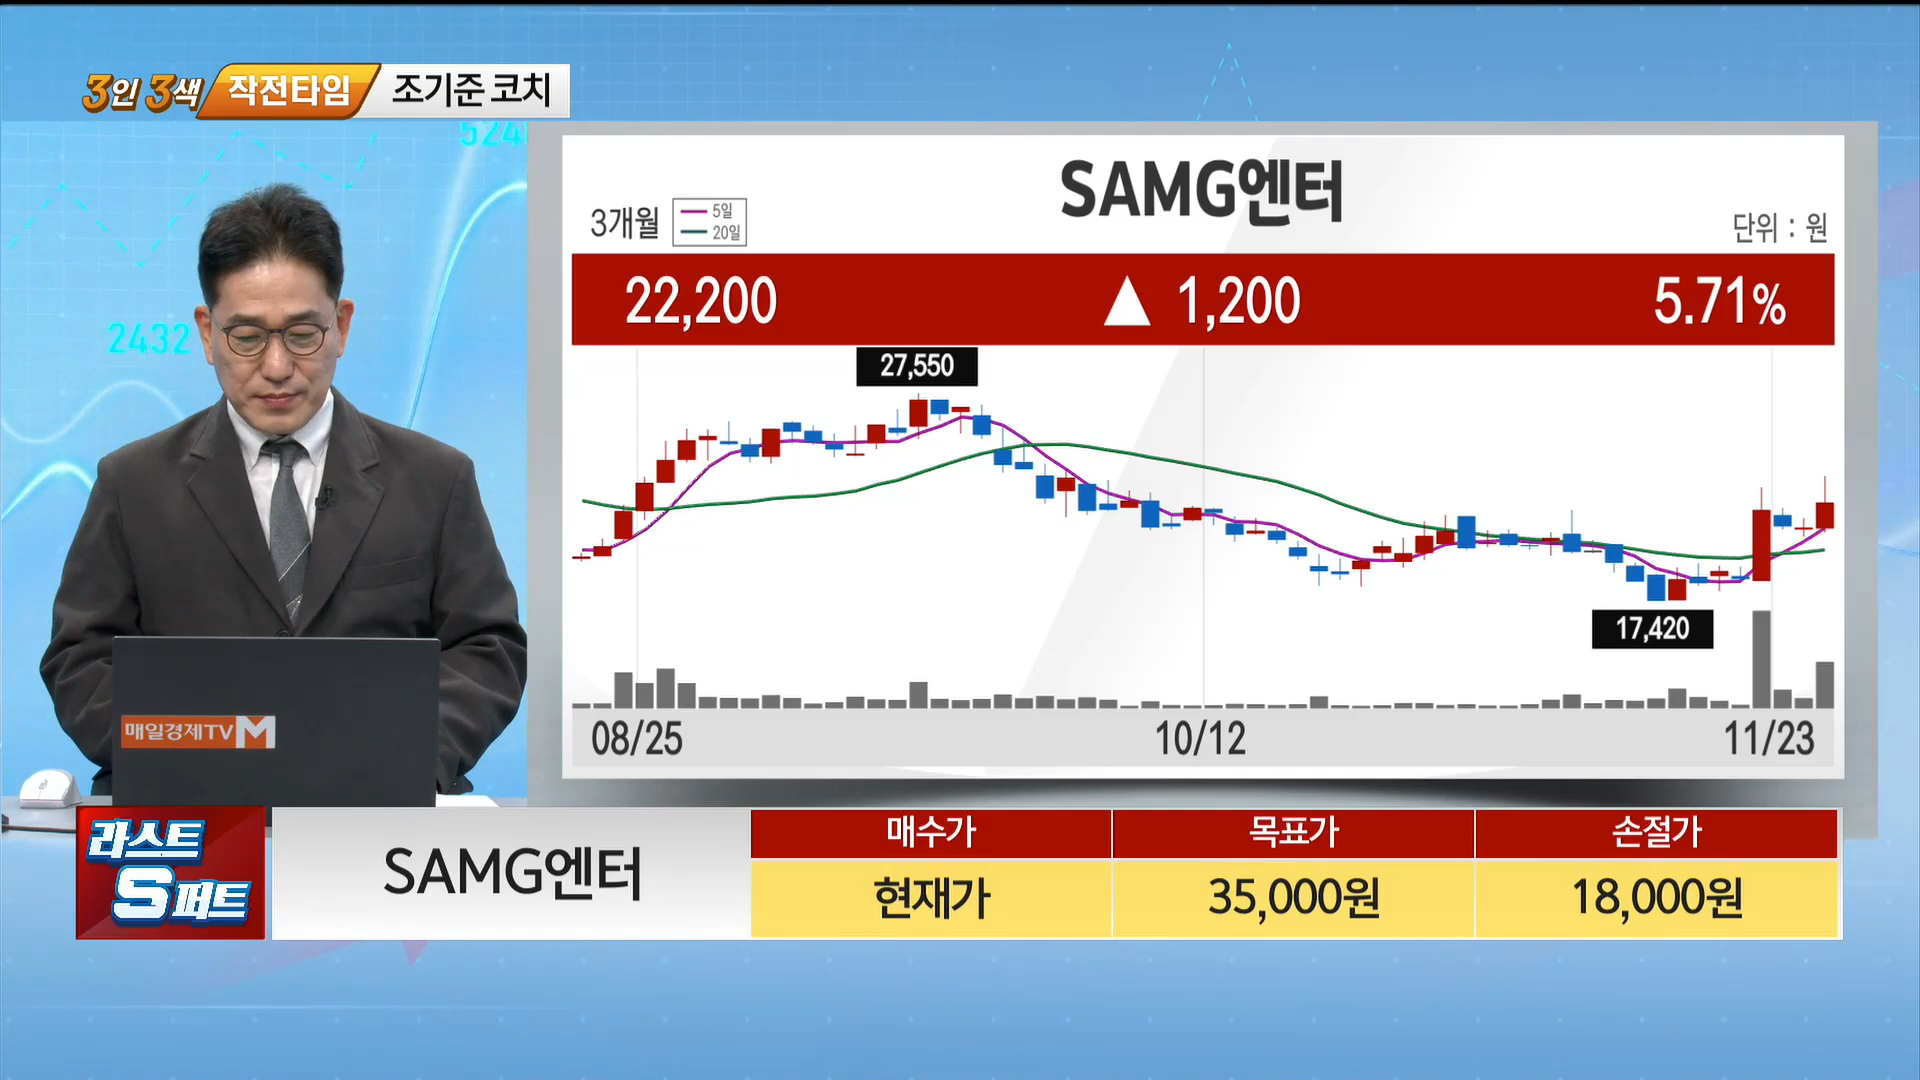 3인 3색 작전타임 조기준 코치
524
2432
SAMG엔터
3개월
5일
20일
단위 : 원
22,200 ▲ 1,200 5.71%
27,550
17,420
08/25 10/12 11/23
매일경제TV M
라스트
S퍼트
SAMG엔터
매수가 목표가 손절가
현재가 35,000원 18,000원